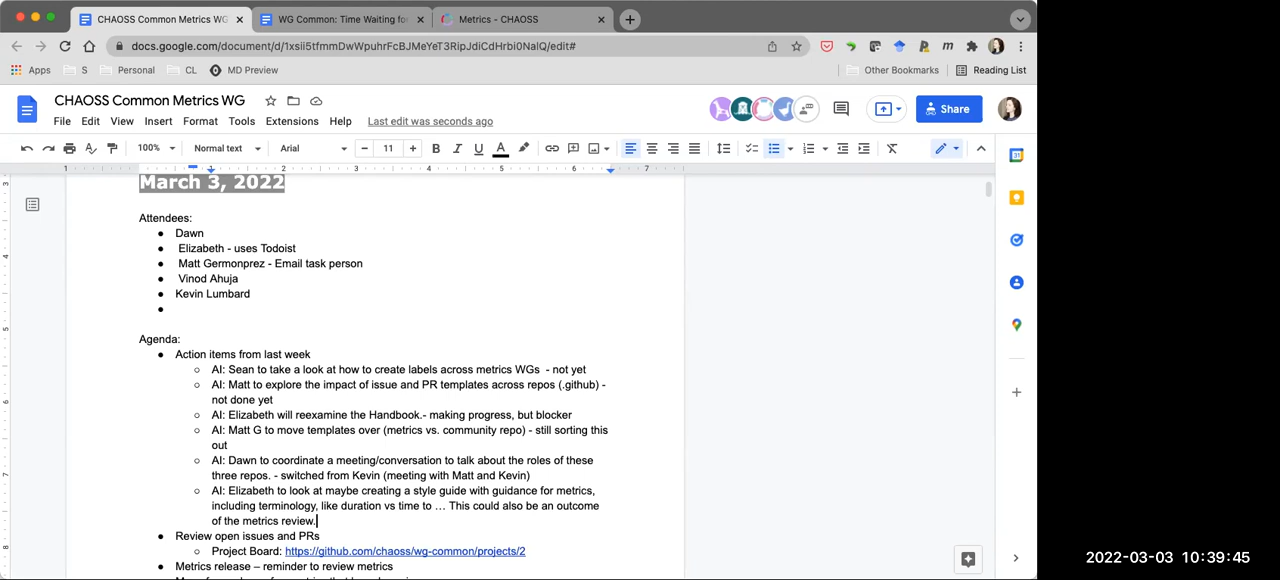 CHAOSS Common Metrics WG
WG Common: Time Waiting for
Metrics - CHAOSS
docs.google.com/document/d/1xsii5tfmmDwWpuhrFcBJMeYeT3RipJdiCdHrbi0NaIQ/edit#
Apps S Personal CL MD Preview Other Bookmarks Reading List
CHAOSS Common Metrics WG
File Edit View Insert Format Tools Extensions Help Last edit was seconds ago
Share
100% Normal text Arial 11
1 1 2 3 4 5 6 7
March 3, 2022
Attendees:
● Dawn
● Elizabeth - uses Todoist
● Matt Germonprez - Email task person
● Vinod Ahuja
● Kevin Lumbard
●
Agenda:
● Action items from last week
○ AI: Sean to take a look at how to create labels across metrics WGs - not yet
○ AI: Matt to explore the impact of issue and PR templates across repos (.github) -
not done yet
○ AI: Elizabeth will reexamine the Handbook.- making progress, but blocker
○ AI: Matt G to move templates over (metrics vs. community repo) - still sorting this
out
○ AI: Dawn to coordinate a meeting/conversation to talk about the roles of these
three repos. - switched from Kevin (meeting with Matt and Kevin)
○ AI: Elizabeth to look at maybe creating a style guide with guidance for metrics,
including terminology, like duration vs time to … This could also be an outcome
of the metrics review.
● Review open issues and PRs
○ Project Board: https://github.com/chaoss/wg-common/projects/2
● Metrics release – reminder to review metrics
2022-03-03 10:39:45